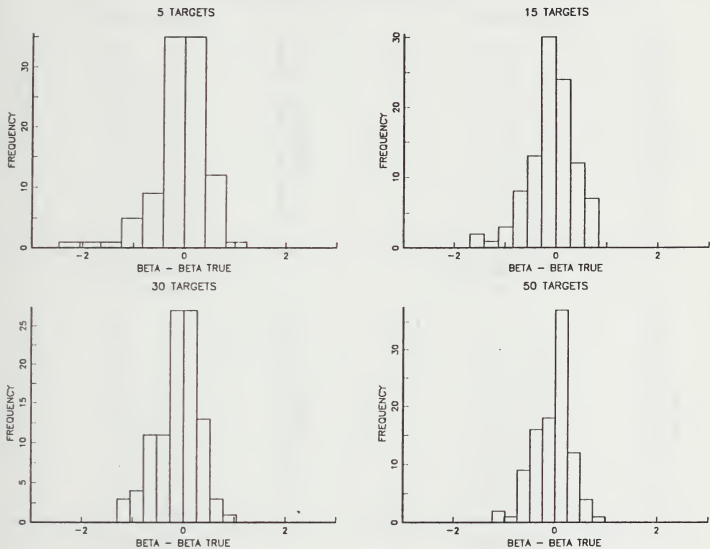 5 TARGETS
FREQUENCY
0 10 20 30
-2 0 2
BETA - BETA TRUE
15 TARGETS
FREQUENCY
0 10 20 30
-2 0 2
BETA - BETA TRUE
30 TARGETS
FREQUENCY
0 5 10 15 20 25
-2 0 2
BETA - BETA TRUE
50 TARGETS
FREQUENCY
0 10 20 30
-2 0 2
BETA - BETA TRUE